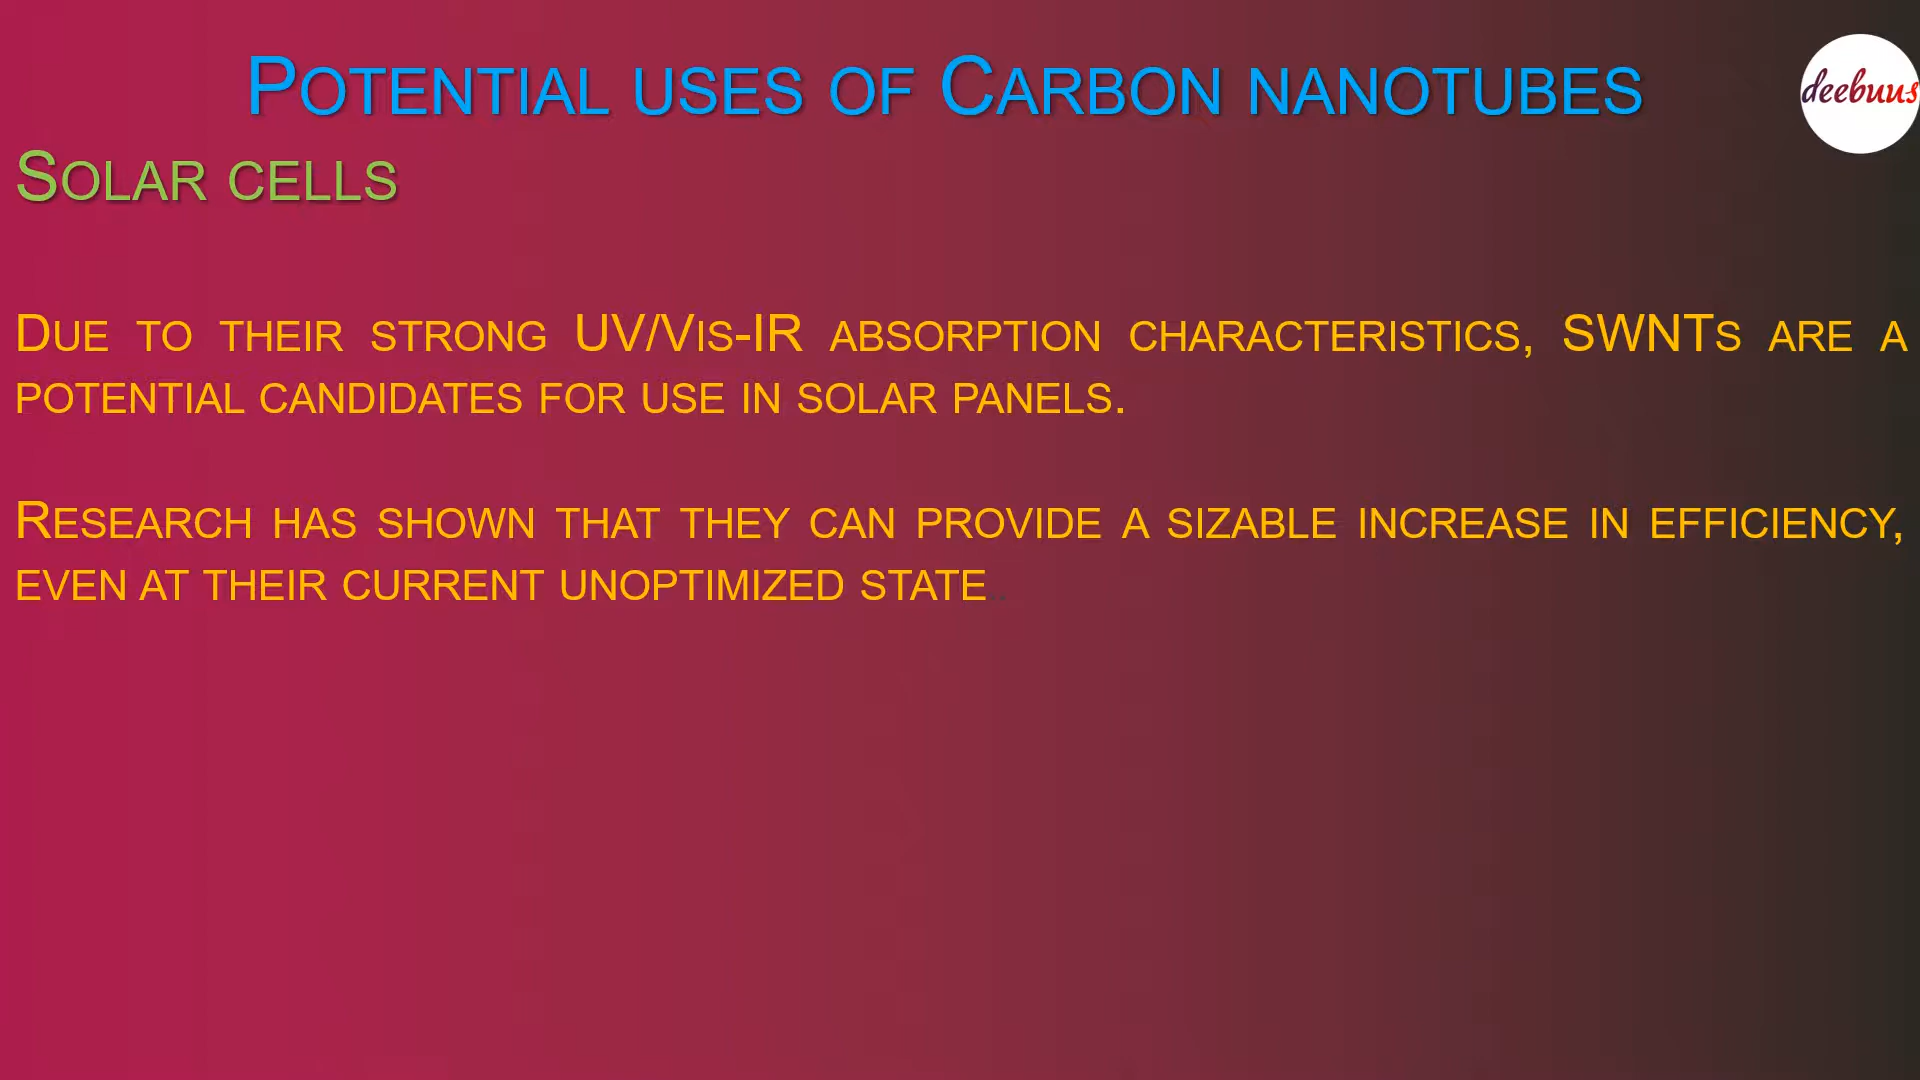 Potential uses of Carbon nanotubes
deebuus
Solar cells
Due to their strong UV/Vis-IR absorption characteristics, SWNTs are a
potential candidates for use in solar panels.
Research has shown that they can provide a sizable increase in efficiency,
even at their current unoptimized state..